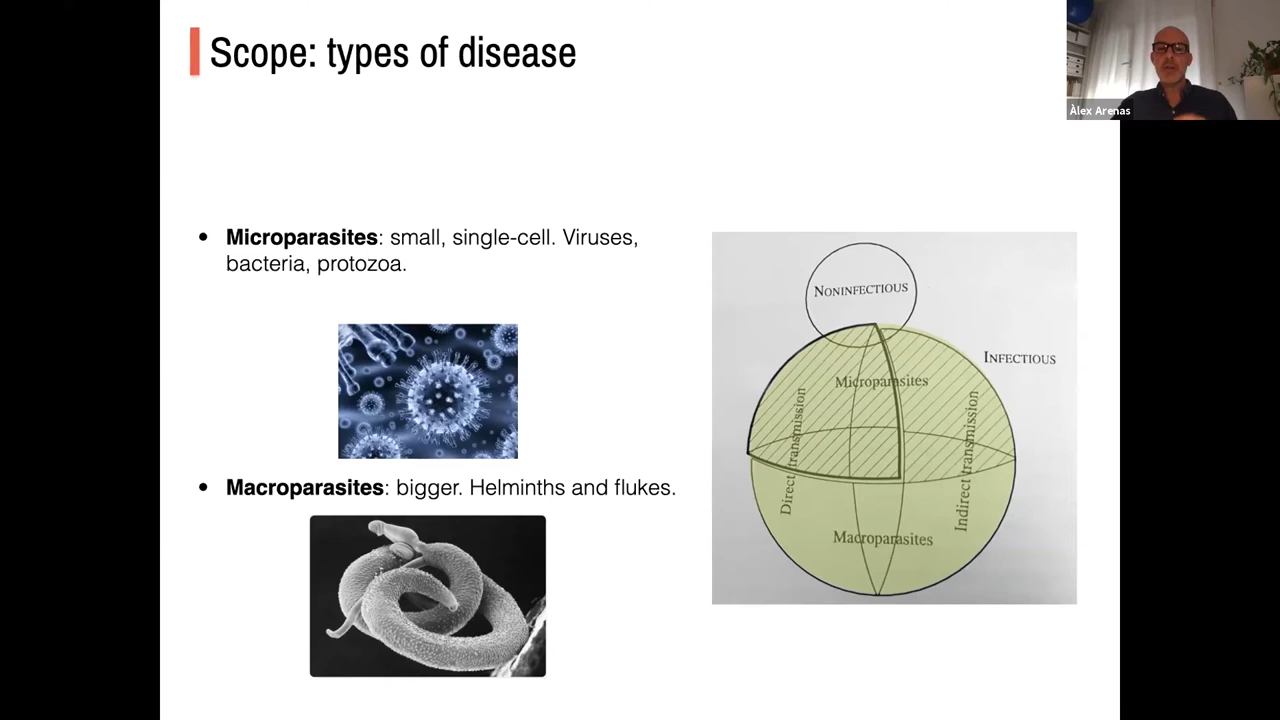 Scope: types of disease
Àlex Arenas
• Microparasites: small, single-cell. Viruses,
bacteria, protozoa.
• Macroparasites: bigger. Helminths and flukes.
NONINFECTIOUS
INFECTIOUS
Microparasites
Direct transmission
Indirect transmission
Macroparasites